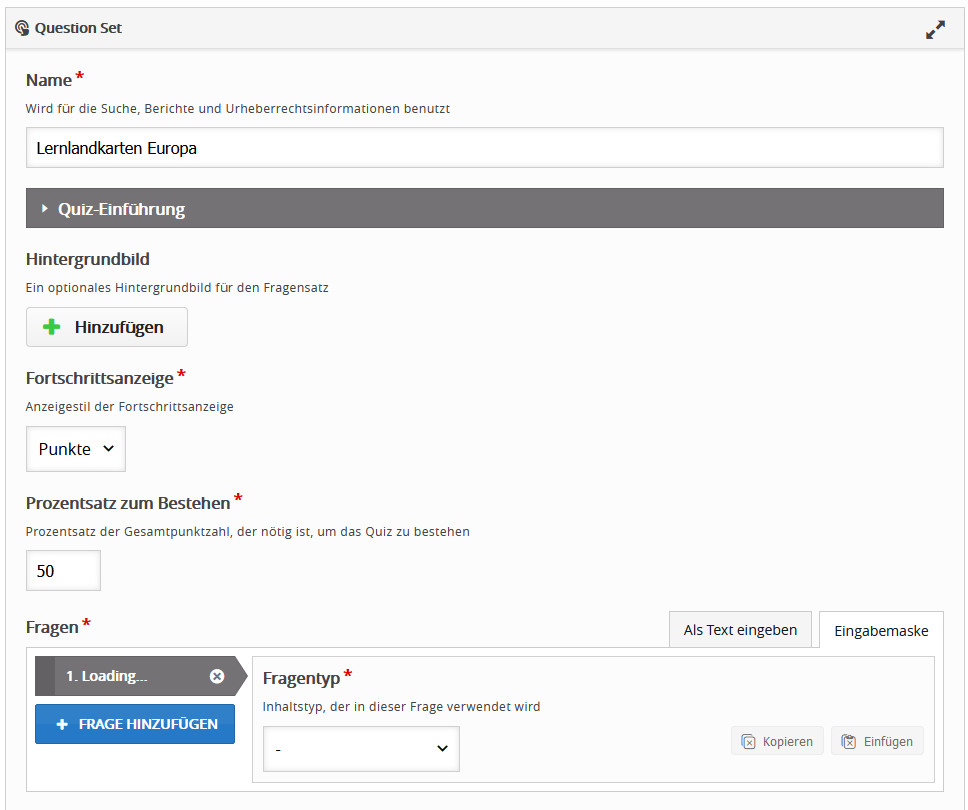 Question Set
Name *
Wird für die Suche, Berichte und Urheberrechtsinformationen benutzt
Lernlandkarten Europa
Quiz-Einführung
Hintergrundbild
Ein optionales Hintergrundbild für den Fragensatz
Hinzufügen
Fortschrittsanzeige *
Anzeigestil der Fortschrittsanzeige
Punkte
Prozentsatz zum Bestehen *
Prozentsatz der Gesamtpunktzahl, der nötig ist, um das Quiz zu bestehen
50
Fragen *
Als Text eingeben
Eingabemaske
1. Loading...
FRAGE HINZUFÜGEN
Fragentyp *
Inhaltstyp, der in dieser Frage verwendet wird
-
Kopieren
Einfügen